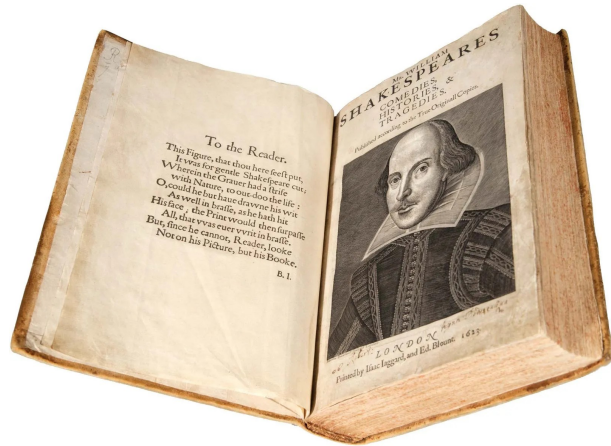 To the Reader.
This Figure, that thou here seeſt put,
It was for gentle Shakeſpeare cut;
Wherein the Grauer had a ſtrife
with Nature, to out-doo the life :
O, could he but haue drawne his wit
As well in braſſe, as he hath hit
His face ; the Print would then ſurpaſſe
All, that vvas euer vvrit in braſſe.
But, ſince he cannot, Reader, looke
Not on his Picture, but his Booke.
B. I.
Mr. WILLIAM
SHAKESPEARES
COMEDIES,
HISTORIES, &
TRAGEDIES.
Published according to the True Originall Copies.
LONDON
Printed by Isaac Iaggard, and Ed. Blount. 1623